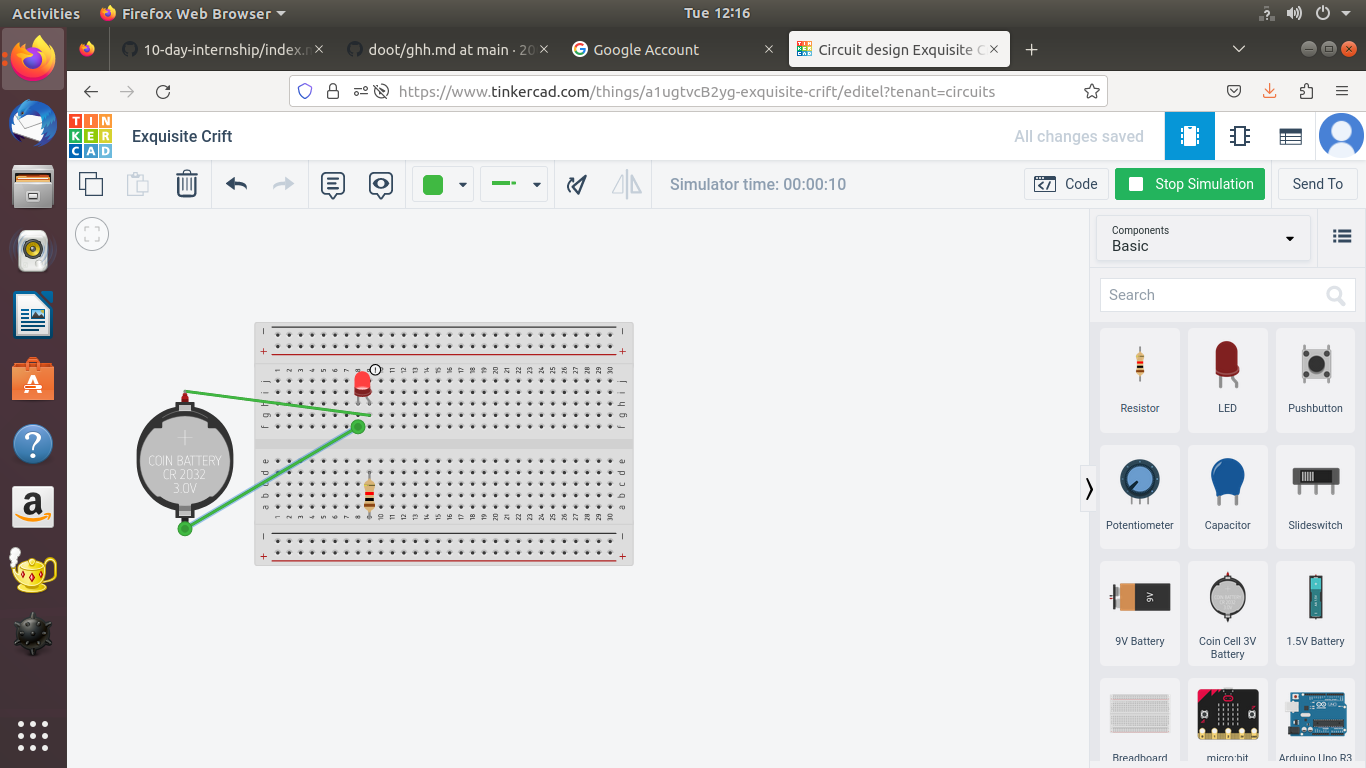 Activities Firefox Web Browser Tue 12:16
10-day-internship/index.m doot/ghh.md at main · 20 Google Account Circuit design Exquisite C
https://www.tinkercad.com/things/a1ugtvcB2yg-exquisite-crift/editel?tenant=circuits
TIN
KER
CAD
Exquisite Crift All changes saved
Simulator time: 00:00:10 Code Stop Simulation Send To
Components
Basic
Search
Resistor LED Pushbutton
Potentiometer Capacitor Slideswitch
9V
9V Battery Coin Cell 3V Battery 1.5V Battery
Breadboard micro:bit Arduino Uno R3
COIN BATTERY
CR 2032
3.0V